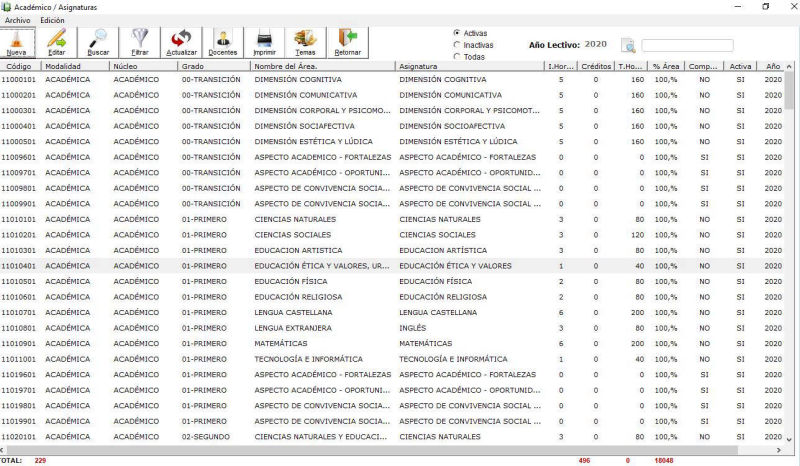 Académico / Asignaturas
Archivo Edición
Nueva Editar Buscar Filtrar Actualizar Docentes Imprimir Temas Retornar
Activas
Inactivas
Todas
Año Lectivo: 2020
Código Modalidad Núcleo Grado Nombre del Área. Asignatura I.Hor... Créditos T.Ho... % Área Comp... Activa Año
11000101 ACADÉMICA ACADÉMICO 00-TRANSICIÓN DIMENSIÓN COGNITIVA DIMENSIÓN COGNITIVA 5 0 160 100,% NO SI 2020
11000201 ACADÉMICA ACADÉMICO 00-TRANSICIÓN DIMENSIÓN COMUNICATIVA DIMENSIÓN COMUNICATIVA 5 0 160 100,% NO SI 2020
11000301 ACADÉMICA ACADÉMICO 00-TRANSICIÓN DIMENSIÓN CORPORAL Y PSICOMO... DIMENSIÓN CORPORAL Y PSICOMOT... 5 0 160 100,% NO SI 2020
11000401 ACADÉMICA ACADÉMICO 00-TRANSICIÓN DIMENSIÓN SOCIAFECTIVA DIMENSIÓN SOCIOAFECTIVA 5 0 160 100,% NO SI 2020
11000501 ACADÉMICA ACADÉMICO 00-TRANSICIÓN DIMENSIÓN ESTÉTICA Y LÚDICA DIMENSIÓN ESTÉTICA Y LÚDICA 5 0 160 100,% NO SI 2020
11009601 ACADÉMICA ACADÉMICO 00-TRANSICIÓN ASPECTO ACADEMICO - FORTALEZAS ASPECTO ACADÉMICO - FORTALEZAS 0 0 0 100,% SI SI 2020
11009701 ACADÉMICA ACADÉMICO 00-TRANSICIÓN ASPECTO ACADÉMICO - OPORTUNI... ASPECTO ACADÉMICO - OPORTUNID... 0 0 0 100,% SI SI 2020
11009801 ACADÉMICA ACADÉMICO 00-TRANSICIÓN ASPECTO DE CONVIVENCIA SOCIA... ASPECTO DE CONVIVENCIA SOCIAL ... 0 0 0 100,% SI SI 2020
11009901 ACADÉMICA ACADÉMICO 00-TRANSICIÓN ASPECTO DE CONVIVENCIA SOCIA... ASPECTO DE CONVIVENCIA SOCIAL ... 0 0 0 100,% SI SI 2020
11010101 ACADÉMICA ACADÉMICO 01-PRIMERO CIENCIAS NATURALES CIENCIAS NATURALES 3 0 80 100,% NO SI 2020
11010201 ACADÉMICA ACADÉMICO 01-PRIMERO CIENCIAS SOCIALES CIENCIAS SOCIALES 3 0 120 100,% NO SI 2020
11010301 ACADÉMICA ACADÉMICO 01-PRIMERO EDUCACION ARTISTICA EDUCACION ARTÍSTICA 3 0 80 100,% NO SI 2020
11010401 ACADÉMICA ACADÉMICO 01-PRIMERO EDUCACIÓN ÉTICA Y VALORES, UR... EDUCACIÓN ÉTICA Y VALORES 1 0 40 100,% NO SI 2020
11010501 ACADÉMICA ACADÉMICO 01-PRIMERO EDUCACIÓN FÍSICA EDUCACIÓN FÍSICA 2 0 80 100,% NO SI 2020
11010601 ACADÉMICA ACADÉMICO 01-PRIMERO EDUCACIÓN RELIGIOSA EDUCACIÓN RELIGIOSA 2 0 80 100,% NO SI 2020
11010701 ACADÉMICA ACADÉMICO 01-PRIMERO LENGUA CASTELLANA LENGUA CASTELLANA 6 0 200 100,% NO SI 2020
11010801 ACADÉMICA ACADÉMICO 01-PRIMERO LENGUA EXTRANJERA INGLÉS 3 0 80 100,% NO SI 2020
11010901 ACADÉMICA ACADÉMICO 01-PRIMERO MATEMÁTICAS MATEMÁTICAS 6 0 200 100,% NO SI 2020
11011001 ACADÉMICA ACADÉMICO 01-PRIMERO TECNOLOGÍA E INFORMÁTICA TECNOLOGÍA E INFORMÁTICA 1 0 40 100,% NO SI 2020
11019601 ACADÉMICA ACADÉMICO 01-PRIMERO ASPECTO ACADÉMICO - FORTALEZAS ASPECTO ACADÉMICO - FORTALEZAS 0 0 0 100,% SI SI 2020
11019701 ACADÉMICA ACADÉMICO 01-PRIMERO ASPECTO ACADÉMICO - OPORTUNI... ASPECTO ACADÉMICO - OPORTUNID... 0 0 0 100,% SI SI 2020
11019801 ACADÉMICA ACADÉMICO 01-PRIMERO ASPECTO DE CONVIVENCIA SOCIA... ASPECTO DE CONVIVENCIA SOCIAL ... 0 0 0 100,% SI SI 2020
11019901 ACADÉMICA ACADÉMICO 01-PRIMERO ASPECTO DE CONVIVENCIA SOCIA... ASPECTO DE CONVIVENCIA SOCIAL ... 0 0 0 100,% SI SI 2020
11020101 ACADÉMICA ACADÉMICO 02-SEGUNDO CIENCIAS NATURALES Y EDUCACI... CIENCIAS NATURALES 3 0 80 100,% NO SI 2020
TOTAL: 229 496 0 18048